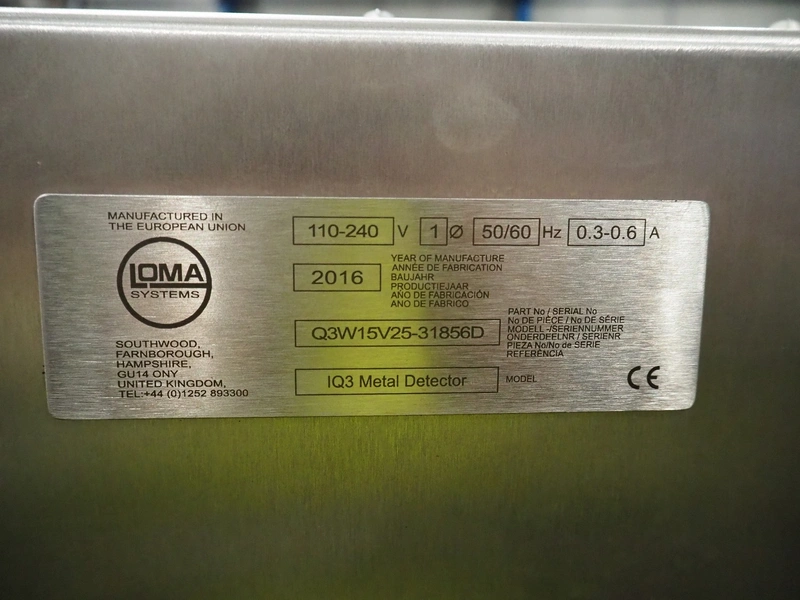 MANUFACTURED IN
THE EUROPEAN UNION
LOMA
SYSTEMS
SOUTHWOOD,
FARNBOROUGH,
HAMPSHIRE,
GU14 ONY
UNITED KINGDOM,
TEL:+44 (0)1252 893300
110-240 V 1 Ø 50/60 Hz 0.3-0.6 A
2016
YEAR OF MANUFACTURE
ANNÉE DE FABRICATION
BAUJAHR
PRODUCTIEJAAR
AÑO DE FABRICACIÓN
ANO DE FABRICO
Q3W15V25-31856D
PART No / SERIAL No
No DE PIÈCE / No DE SÉRIE
MODELL-/SERIENNUMMER
ONDERDEELNR / SERIENR
PIEZA No/No de SERIE
REFERÊNCIA
IQ3 Metal Detector MODEL
CE